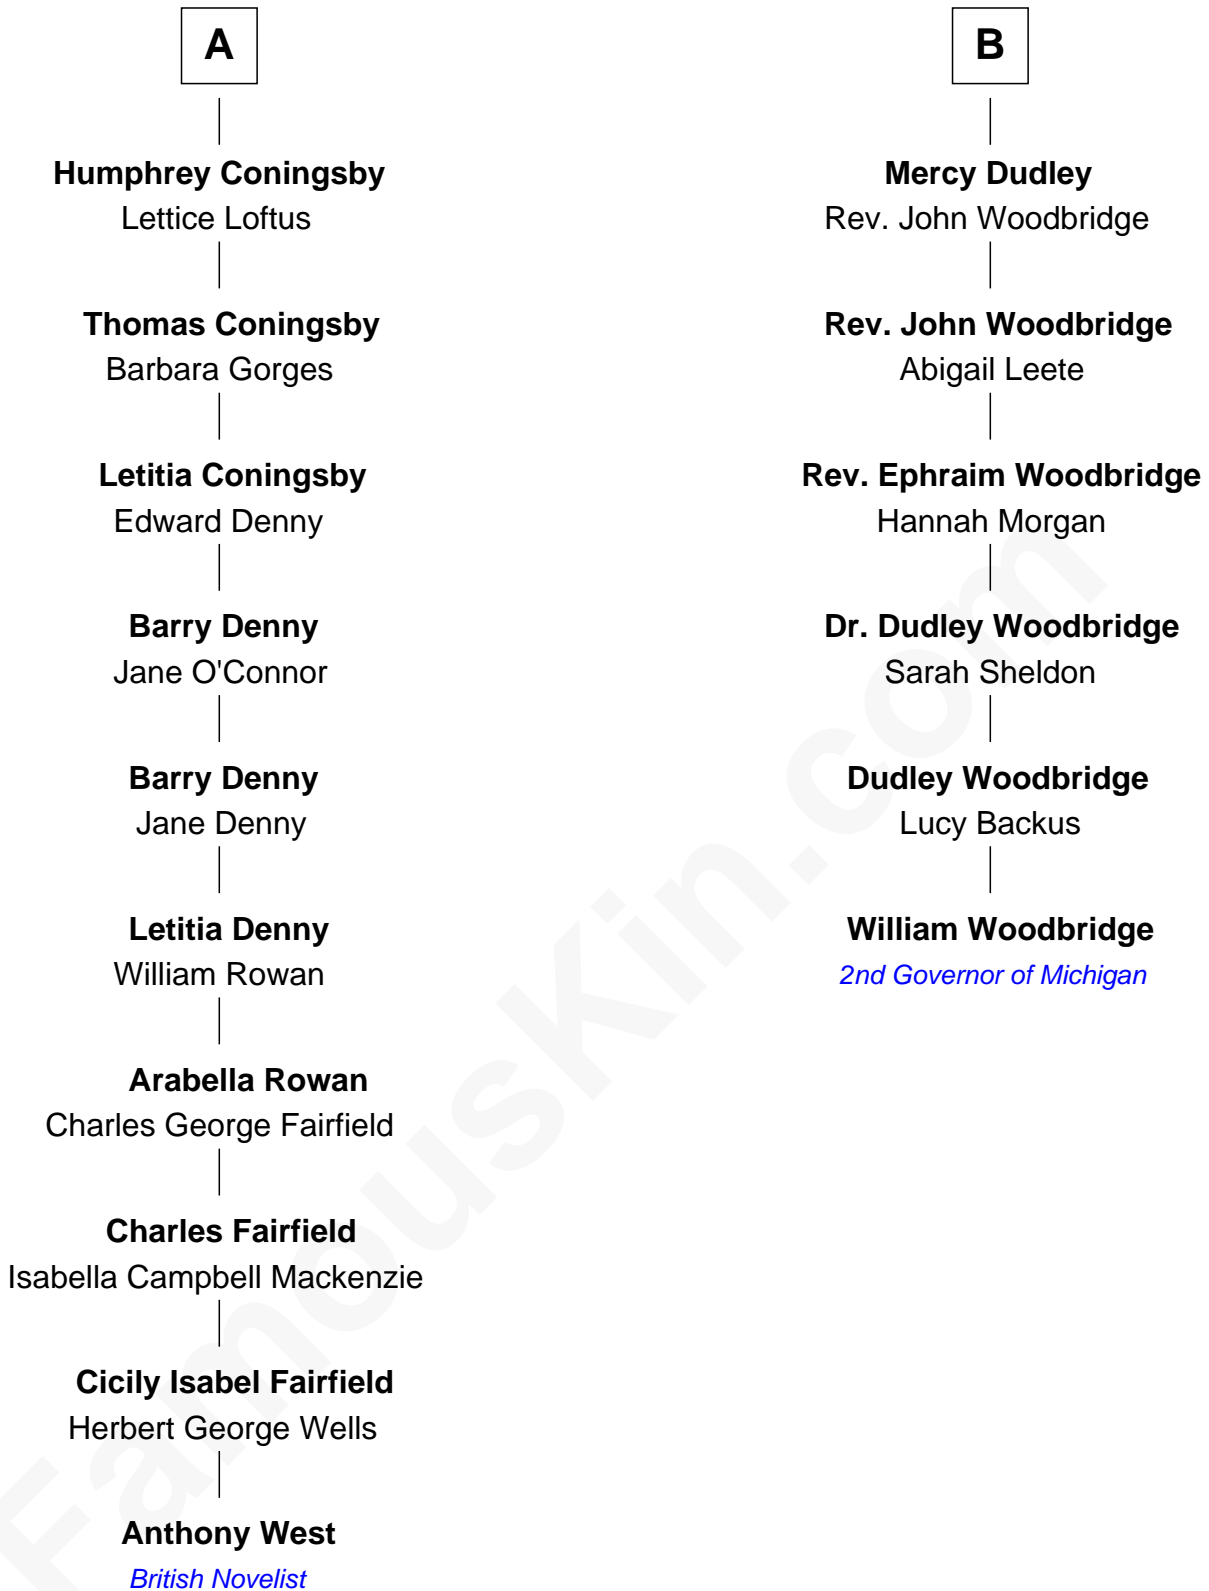 A
Humphrey Coningsby
Lettice Loftus
Thomas Coningsby
Barbara Gorges
Letitia Coningsby
Edward Denny
Barry Denny
Jane O'Connor
Barry Denny
Jane Denny
Letitia Denny
William Rowan
Arabella Rowan
Charles George Fairfield
Charles Fairfield
Isabella Campbell Mackenzie
Cicily Isabel Fairfield
Herbert George Wells
Anthony West
British Novelist
B
Mercy Dudley
Rev. John Woodbridge
Rev. John Woodbridge
Abigail Leete
Rev. Ephraim Woodbridge
Hannah Morgan
Dr. Dudley Woodbridge
Sarah Sheldon
Dudley Woodbridge
Lucy Backus
William Woodbridge
2nd Governor of Michigan
FamousKin.com